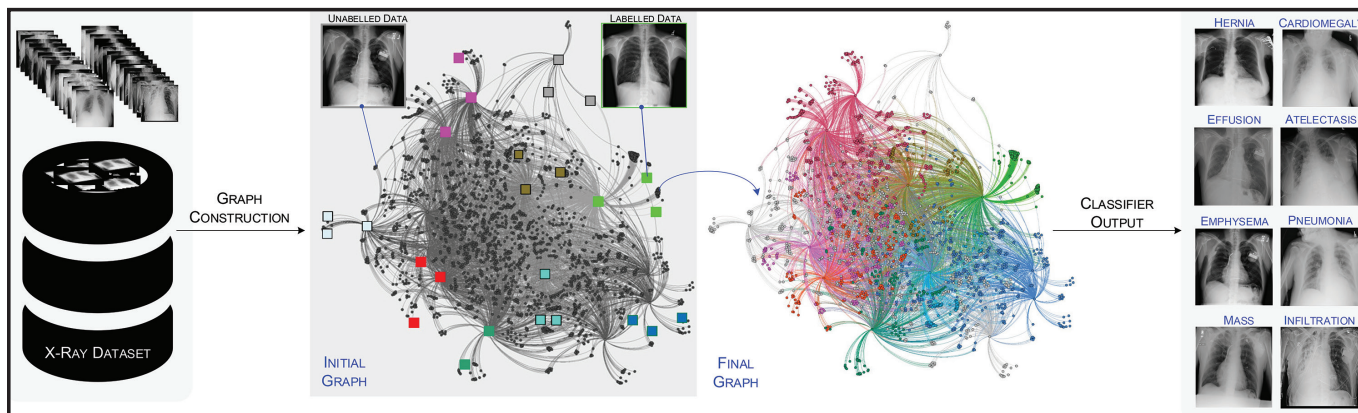 X-RAY DATASET
GRAPH
CONSTRUCTION
UNABELLED DATA
LABELLED DATA
INITIAL
GRAPH
FINAL
GRAPH
CLASSIFIER
OUTPUT
HERNIA
CARDIOMEGALY
EFFUSION
ATELECTASIS
EMPHYSEMA
PNEUMONIA
MASS
INFILTRATION